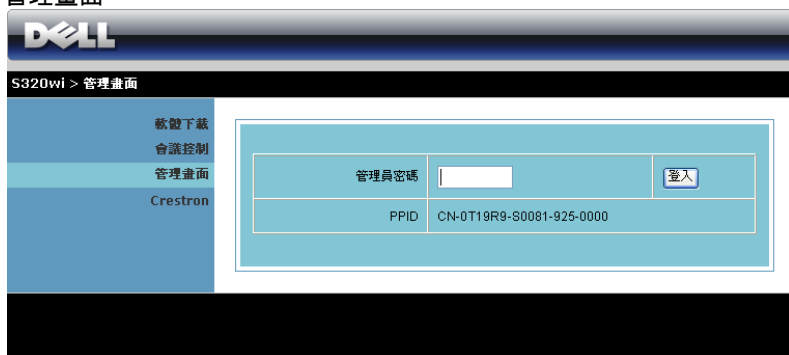 管理畫面
DELL
S320wi > 管理畫面
軟體下載
會議控制
管理畫面
Crestron
管理員密碼 登入
PPID CN-0T19R9-S0081-925-0000